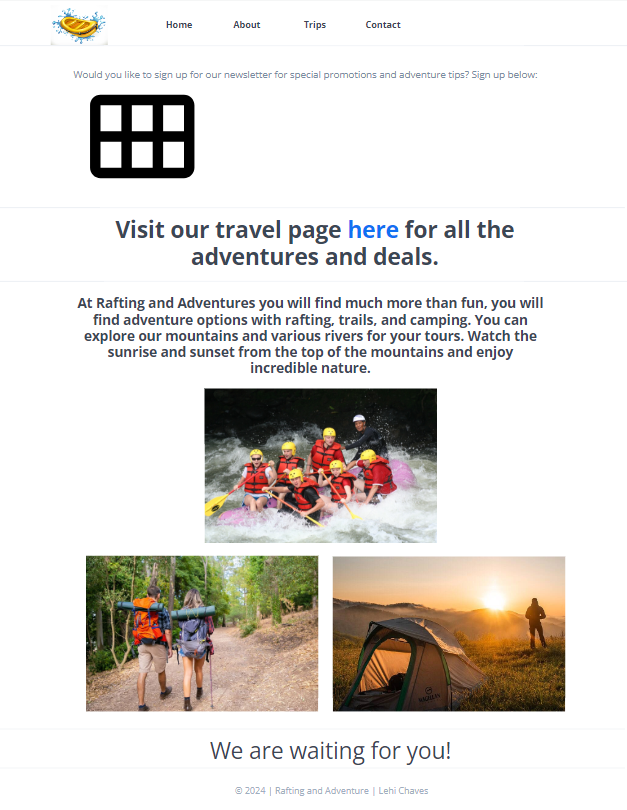 Home About Trips Contact
Would you like to sign up for our newsletter for special promotions and adventure tips? Sign up below:
Visit our travel page here for all the
adventures and deals.
At Rafting and Adventures you will find much more than fun, you will
find adventure options with rafting, trails, and camping. You can
explore our mountains and various rivers for your tours. Watch the
sunrise and sunset from the top of the mountains and enjoy
incredible nature.
We are waiting for you!
© 2024 | Rafting and Adventure | Lehi Chaves